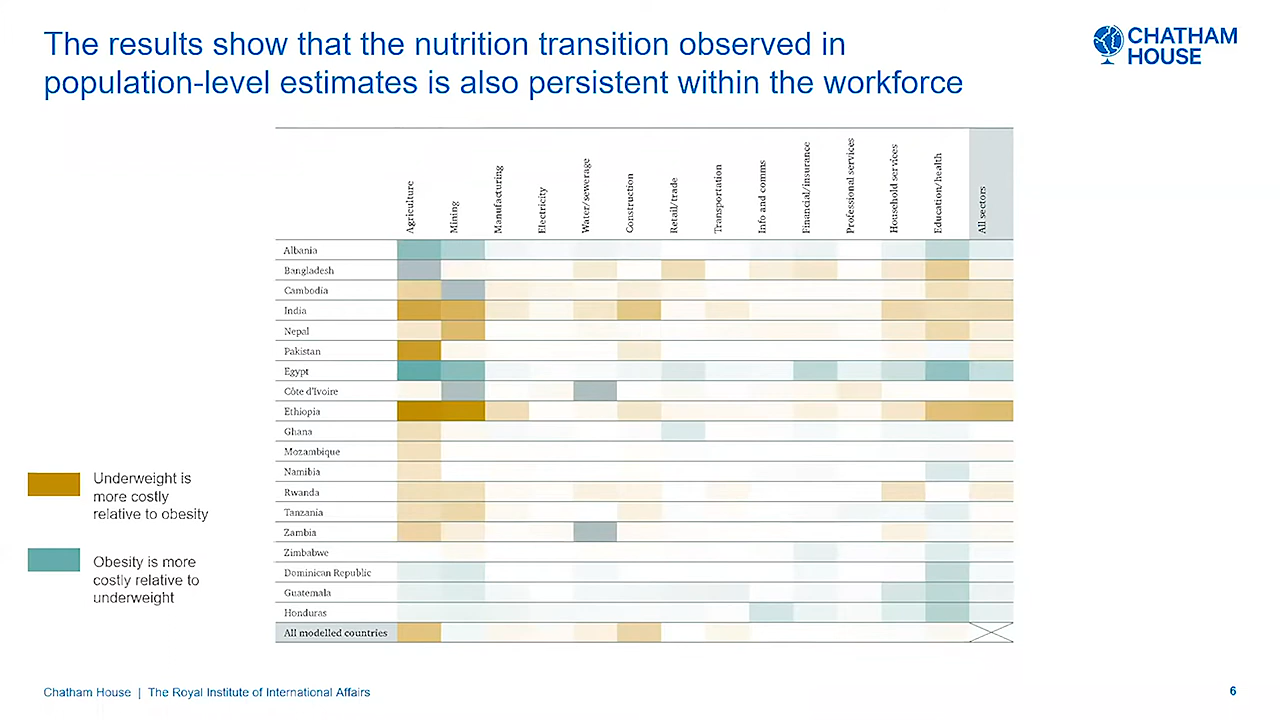 The results show that the nutrition transition observed in
population-level estimates is also persistent within the workforce
CHATHAM
HOUSE
Agriculture
Mining
Manufacturing
Electricity
Water/sewerage
Construction
Retail/trade
Transportation
Info and comms
Financial/insurance
Professional services
Household services
Education/health
All sectors
Albania
Bangladesh
Cambodia
India
Nepal
Pakistan
Egypt
Côte d'Ivoire
Ethiopia
Ghana
Mozambique
Namibia
Rwanda
Tanzania
Zambia
Zimbabwe
Dominican Republic
Guatemala
Honduras
All modelled countries
Underweight is
more costly
relative to obesity
Obesity is more
costly relative to
underweight
Chatham House | The Royal Institute of International Affairs
6